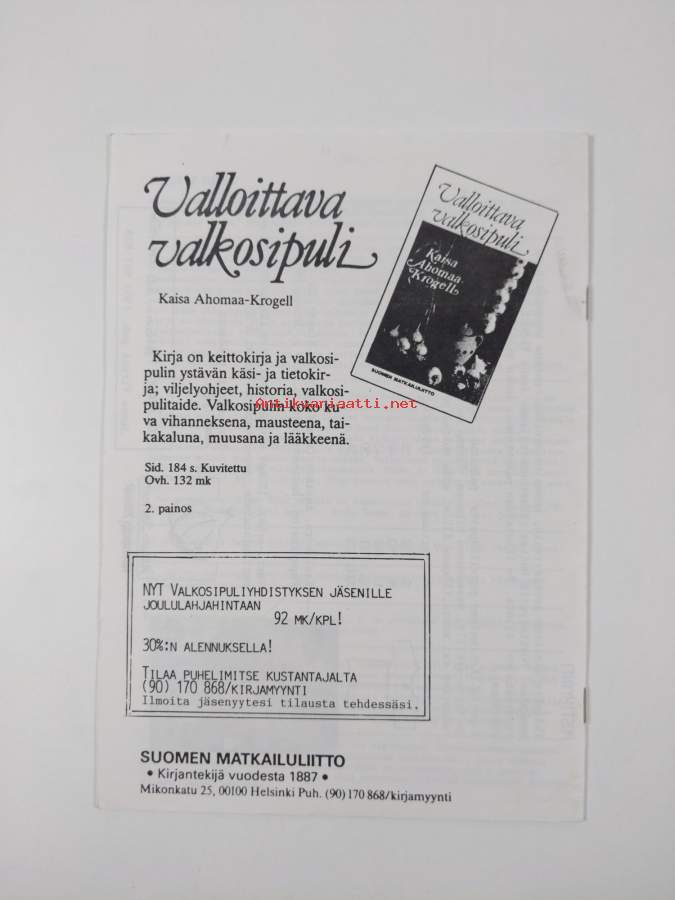 Valloittava
valkosipuli
Kaisa Ahomaa-Krogell
Valloittava
valkosipuli
Kaisa
Ahomaa-
Krogell
SUOMEN MATKAILULIITTO
Kirja on keittokirja ja valkosi-
pulin ystävän käsi- ja tietokir-
ja; viljelyohjeet, historia, valkosi-
pulitaide. Valkosipulin koko ku-
va vihanneksena, mausteena, tai-
kakaluna, muusana ja lääkkeenä.
Antikvariaatti.net
Sid. 184 s. Kuvitettu
Ovh. 132 mk
2. painos
NYT VALKOSIPULIYHDISTYKSEN JÄSENILLE
JOULULAHJAHINTAAN
92 MK/KPL!
30%:N ALENNUKSELLA!
TILAA PUHELIMITSE KUSTANTAJALTA
(90) 170 868/KIRJAMYYNTI
Ilmoita jäsenyytesi tilausta tehdessäsi.
SUOMEN MATKAILULIITTO
• Kirjantekijä vuodesta 1887 •
Mikonkatu 25, 00100 Helsinki Puh. (90) 170 868/kirjamyynti